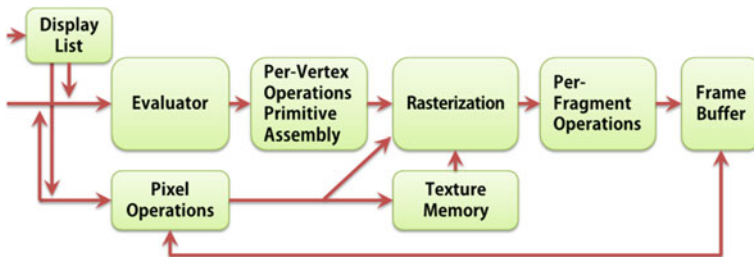 Display
List
Evaluator
Per-Vertex
Operations
Primitive
Assembly
Rasterization
Per-
Fragment
Operations
Frame
Buffer
Pixel
Operations
Texture
Memory